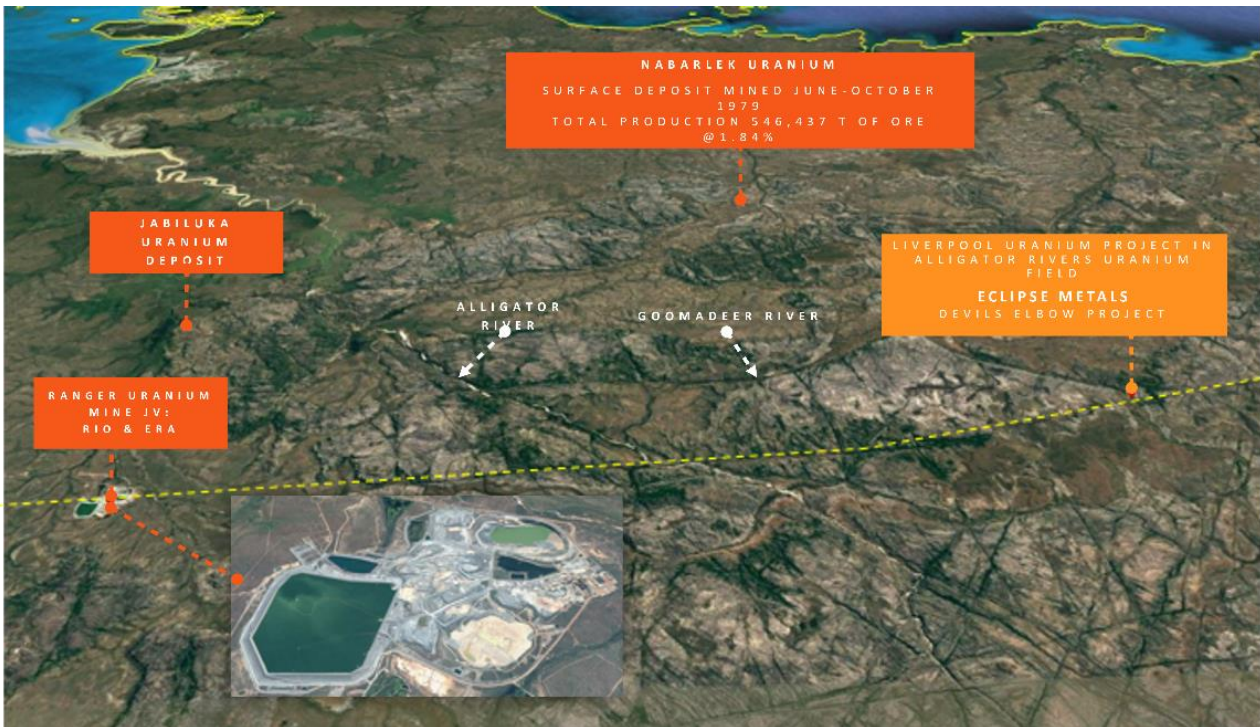 NABARLEK URANIUM
SURFACE DEPOSIT MINED JUNE-OCTOBER
1979
TOTAL PRODUCTION 546,437 T OF ORE
@1.84%
JABILUKA
URANIUM
DEPOSIT
LIVERPOOL URANIUM PROJECT IN
ALLIGATOR RIVERS URANIUM
FIELD
ECLIPSE METALS
DEVILS ELBOW PROJECT
ALLIGATOR
RIVER
GOOMADEER RIVER
RANGER URANIUM
MINE JV:
RIO & ERA